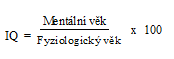 Mentální věk
IQ = x 100
Fyziologický věk